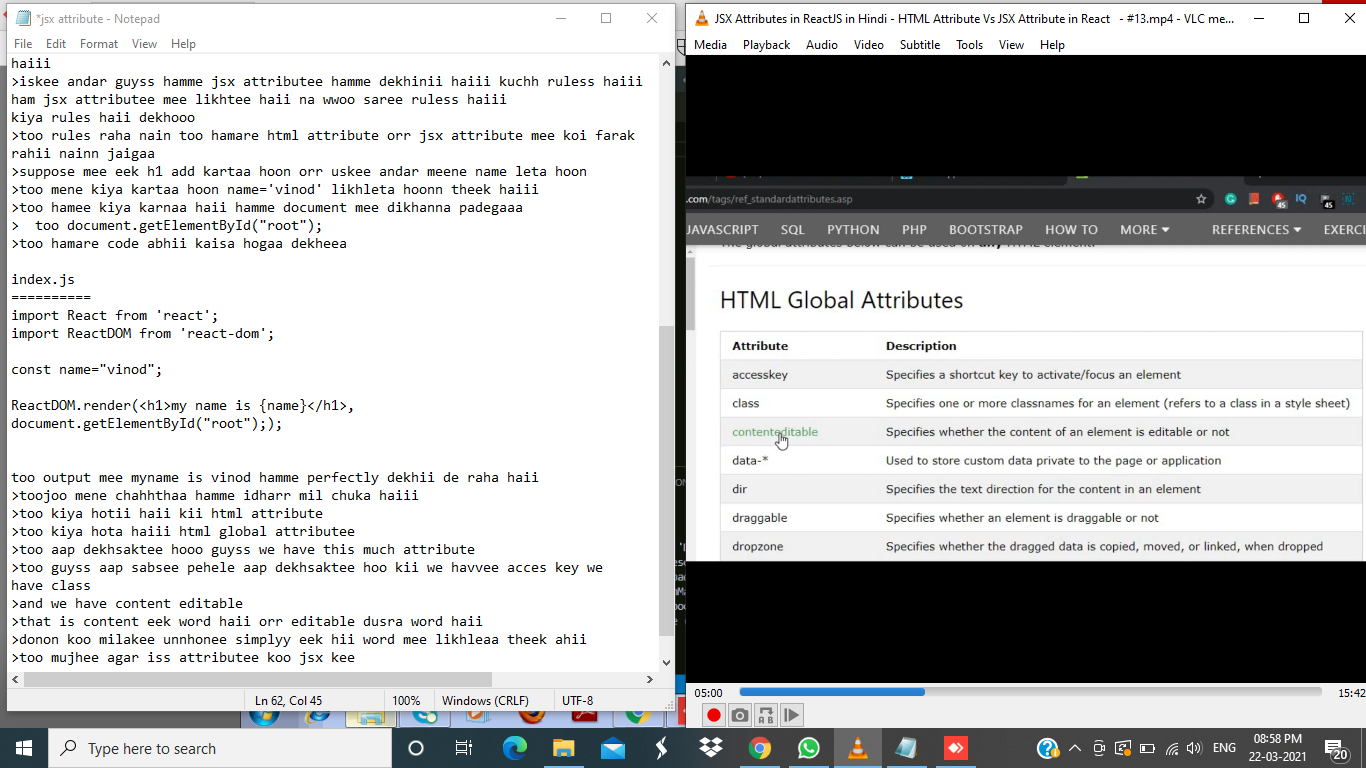 *jsx attribute - Notepad
File Edit Format View Help
haiii
>iskee andar guyss hamme jsx attributee hamme dekhinii haiii kuchh ruless haiii
ham jsx attributee mee likhtee haii na wwoo saree ruless haiii
kiya rules haii dekhooo
>too rules raha nain too hamare html attribute orr jsx attribute mee koi farak
rahii nainn jaigaa
>suppose mee eek h1 add kartaa hoon orr uskee andar meene name leta hoon
>too mene kiya kartaa hoon name='vinod' likhleta hoonn theek haiii
>too hamee kiya karnaa haii hamme document mee dikhanna padegaaa
>  too document.getElementById("root");
>too hamare code abhii kaisa hogaa dekheea
index.js
==========
import React from 'react';
import ReactDOM from 'react-dom';
const name="vinod";
ReactDOM.render(<h1>my name is {name}</h1>,
document.getElementById("root"););
too output mee myname is vinod hamme perfectly dekhii de raha haii
>toojoo mene chahhthaa hamme idharr mil chuka haiii
>too kiya hotii haii kii html attribute
>too kiya hota haiii html global attributee
>too aap dekhsaktee hooo guyss we have this much attribute
>too guyss aap sabsee pehele aap dekhsaktee hoo kii we havvee acces key we
have class
>and we have content editable
>that is content eek word haii orr editable dusra word haii
>donon koo milakee unnhonee simplyy eek hii word mee likhleaa theek ahii
>too mujhee agar iss attributee koo jsx kee
Ln 62, Col 45 100% Windows (CRLF) UTF-8
JSX Attributes in ReactJS in Hindi - HTML Attribute Vs JSX Attribute in React - #13.mp4 - VLC me...
Media Playback Audio Video Subtitle Tools View Help
.com/tags/ref_standardattributes.asp
JAVASCRIPT SQL PYTHON PHP BOOTSTRAP HOW TO MORE REFERENCES EXERCI
The global attributes below can be used on any HTML element.
HTML Global Attributes
Attribute Description
accesskey Specifies a shortcut key to activate/focus an element
class Specifies one or more classnames for an element (refers to a class in a style sheet)
contenteditable Specifies whether the content of an element is editable or not
data-* Used to store custom data private to the page or application
dir Specifies the text direction for the content in an element
draggable Specifies whether an element is draggable or not
dropzone Specifies whether the dragged data is copied, moved, or linked, when dropped
05:00 15:42
Type here to search
ENG
08:58 PM
22-03-2021
20